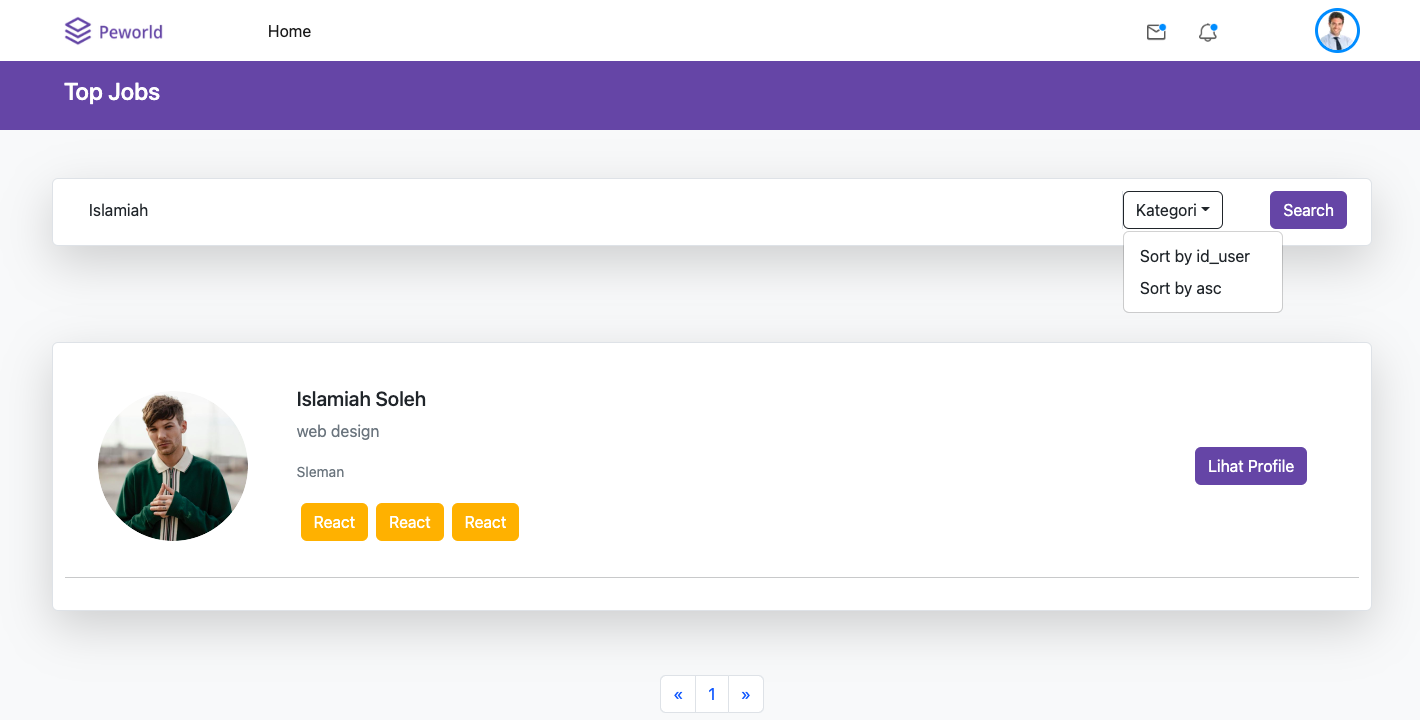 Peworld
Home
Top Jobs
Islamiah
Kategori
Search
Sort by id_user
Sort by asc
Islamiah Soleh
web design
Sleman
React React React
Lihat Profile
« 1 »